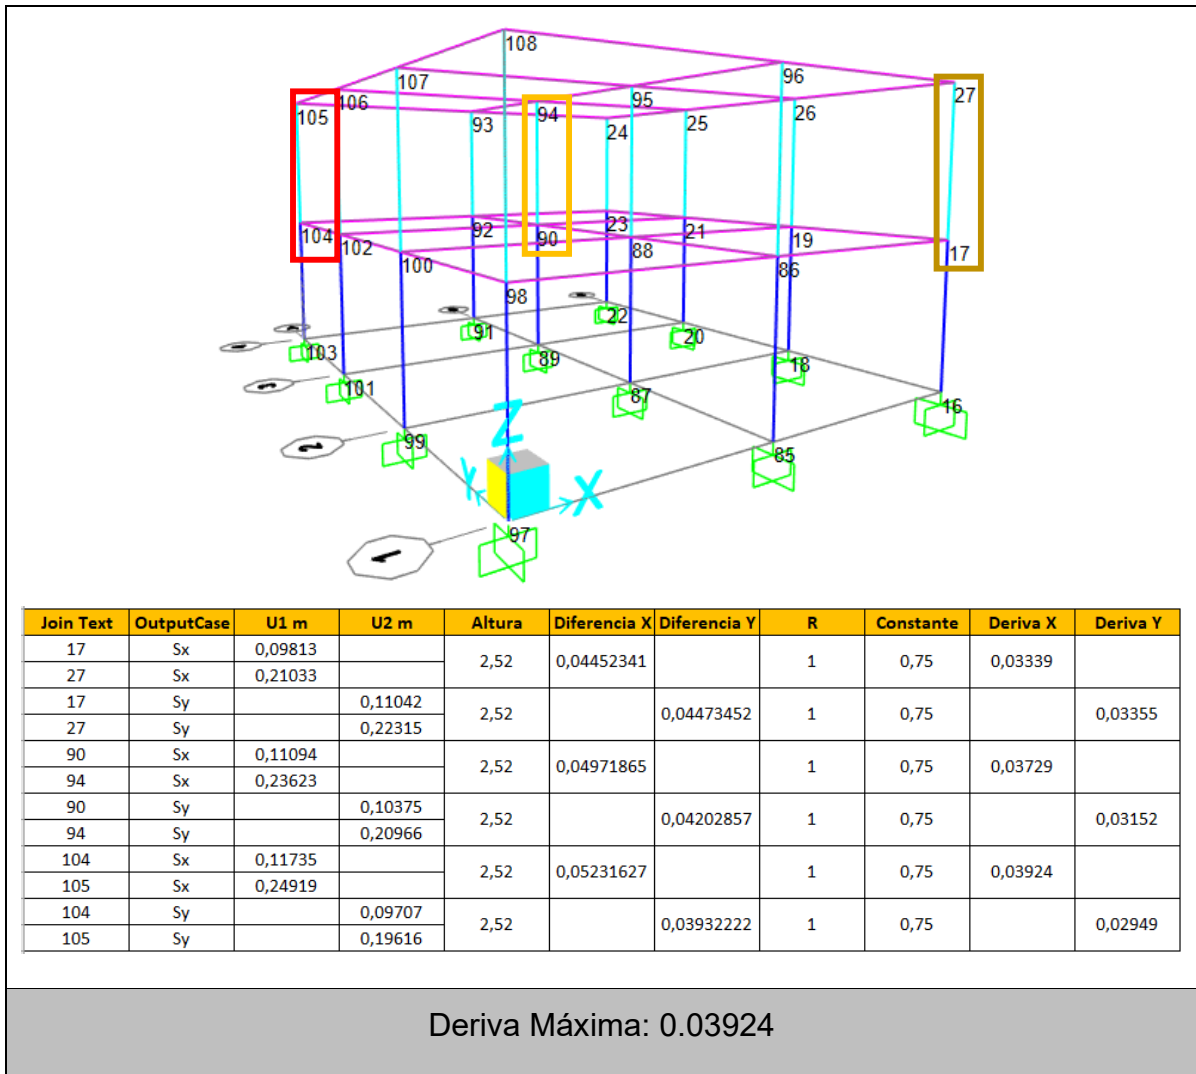 108
107
96
106
95
27
105
94
26
93
25
24
104
92
23
21
102
90
88
19
100
86
17
98
22
91
20
103
89
18
101
87
16
Z
99
85
Y
X
2
97
1
Join Text OutputCase U1 m U2 m Altura Diferencia X Diferencia Y R Constante Deriva X Deriva Y
17 Sx 0,09813 2,52 0,04452341 1 0,75 0,03339
27 Sx 0,21033
17 Sy 0,11042 2,52 0,04473452 1 0,75 0,03355
27 Sy 0,22315
90 Sx 0,11094 2,52 0,04971865 1 0,75 0,03729
94 Sx 0,23623
90 Sy 0,10375 2,52 0,04202857 1 0,75 0,03152
94 Sy 0,20966
104 Sx 0,11735 2,52 0,05231627 1 0,75 0,03924
105 Sx 0,24919
104 Sy 0,09707 2,52 0,03932222 1 0,75 0,02949
105 Sy 0,19616
Deriva Máxima: 0.03924